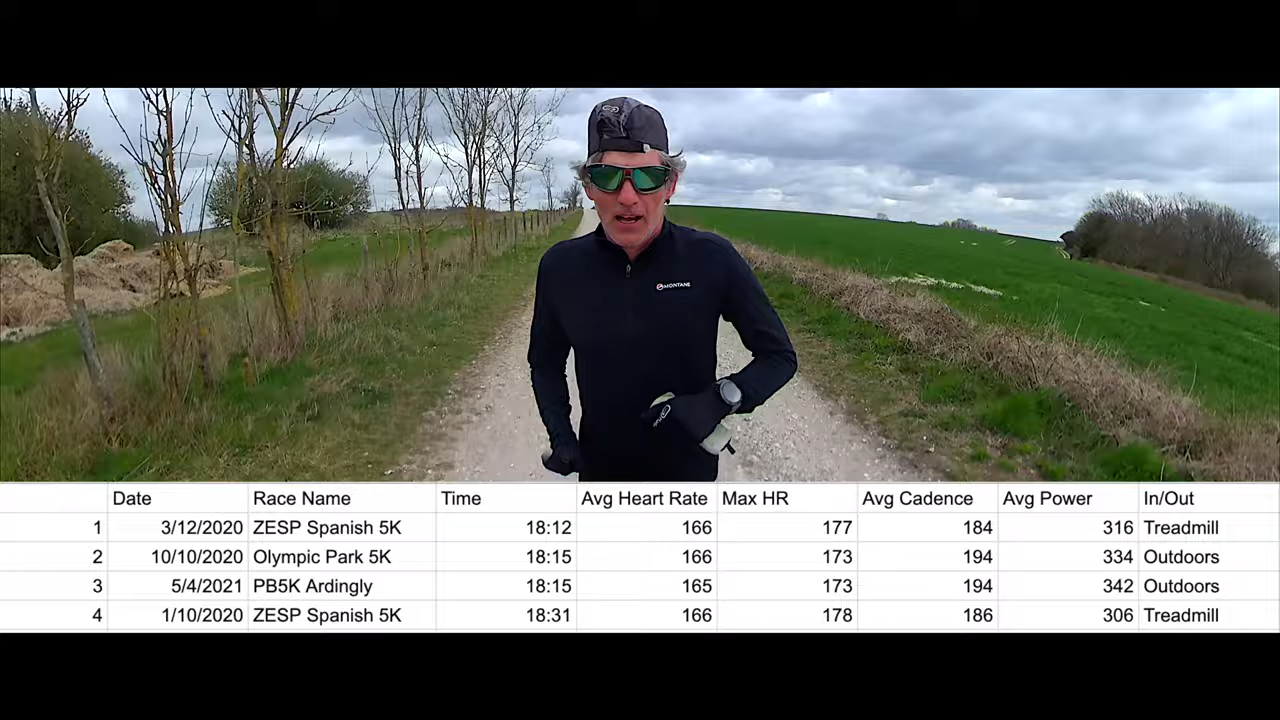 MONTANE
Date Race Name Time Avg Heart Rate Max HR Avg Cadence Avg Power In/Out
1 3/12/2020 ZESP Spanish 5K 18:12 166 177 184 316 Treadmill
2 10/10/2020 Olympic Park 5K 18:15 166 173 194 334 Outdoors
3 5/4/2021 PB5K Ardingly 18:15 165 173 194 342 Outdoors
4 1/10/2020 ZESP Spanish 5K 18:31 166 178 186 306 Treadmill